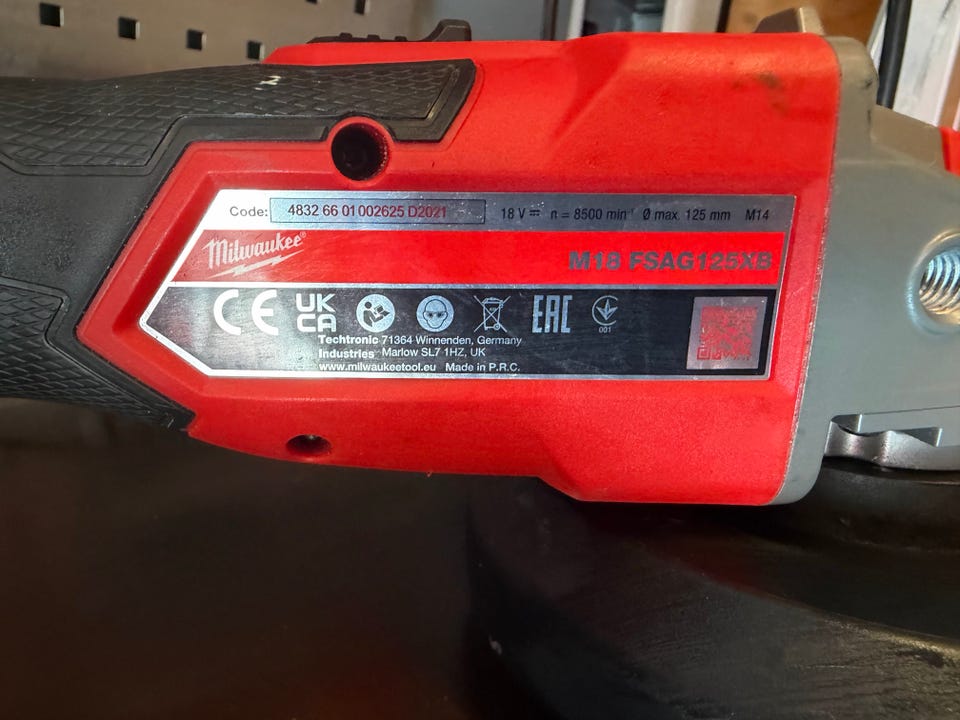 Code: 4832 66 01 002625 D2021 18 V n = 8500 min⁻¹ Ø max. 125 mm M14
Milwaukee®
M18 FSAG125XB
CE UK CA EAC
001
Techtronic 71364 Winnenden, Germany
Industries Marlow SL7 1HZ, UK
www.milwaukeetool.eu Made in P.R.C.